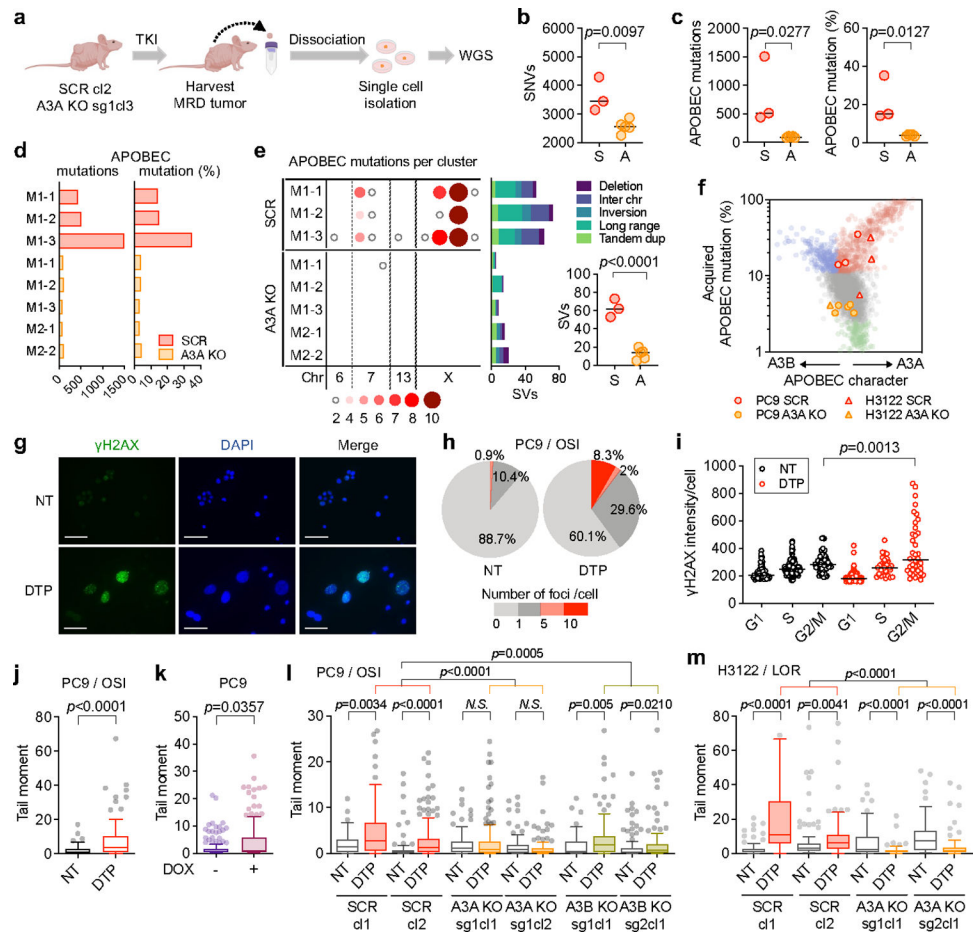 a
TKI
Dissociation
WGS
SCR cl2
A3A KO sg1cl3
Harvest
MRD tumor
Single cell
isolation
b
p=0.0097
SNVs
6000
5000
4000
3000
2000
S A
c
p=0.0277
APOBEC mutations
2000
1500
1000
500
0
S A
p=0.0127
APOBEC mutation (%)
60
40
20
0
S A
d
APOBEC
mutations
mutation (%)
M1-1
M1-2
M1-3
M1-1
M1-2
M1-3
M2-1
M2-2
SCR
A3A KO
0 500 1500
0 10 20 30 40
e
APOBEC mutations per cluster
SCR
M1-1
M1-2
M1-3
A3A KO
M1-1
M1-2
M1-3
M2-1
M2-2
Chr 6 7 13 X
2 4 5 6 7 8 10
Deletion
Inter chr
Inversion
Long range
Tandem dup
0 40 80
SVs
p<0.0001
SVs
100
80
60
40
20
0
S A
f
Acquired
APOBEC mutation (%)
100
10
1
A3B A3A
APOBEC character
PC9 SCR
H3122 SCR
PC9 A3A KO
H3122 A3A KO
g
γH2AX DAPI Merge
NT
DTP
h
PC9 / OSI
0.9%
10.4%
88.7%
NT
8.3%
2%
29.6%
60.1%
DTP
Number of foci /cell
0 1 5 10
i
p=0.0013
NT
DTP
γH2AX intensity/cell
1000
800
600
400
200
0
G1 S G2/M G1 S G2/M
j
PC9 / OSI
p<0.0001
Tail moment
80
60
40
20
0
NT DTP
k
PC9
p=0.0357
Tail moment
50
40
30
20
10
0
DOX - +
l
PC9 / OSI
p=0.0005
p<0.0001
p=0.0034 p<0.0001 N.S. N.S. p=0.005 p=0.0210
Tail moment
30
20
10
0
NT DTP NT DTP NT DTP NT DTP NT DTP NT DTP
SCR SCR A3A KO A3A KO A3B KO A3B KO
cl1 cl2 sg1cl1 sg1cl2 sg1cl1 sg2cl1
m
H3122 / LOR
p<0.0001
p<0.0001 p=0.0041 p<0.0001 p<0.0001
Tail moment
80
60
40
20
0
NT DTP NT DTP NT DTP NT DTP
SCR SCR A3A KO A3A KO
cl1 cl2 sg1cl1 sg2cl1